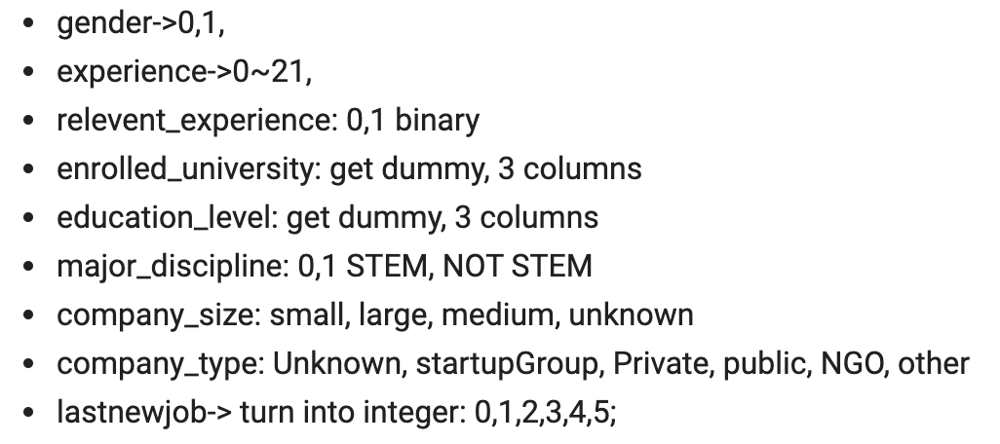 • gender->0,1,
• experience->0~21,
• relevent_experience: 0,1 binary
• enrolled_university: get dummy, 3 columns
• education_level: get dummy, 3 columns
• major_discipline: 0,1 STEM, NOT STEM
• company_size: small, large, medium, unknown
• company_type: Unknown, startupGroup, Private, public, NGO, other
• lastnewjob-> turn into integer: 0,1,2,3,4,5;